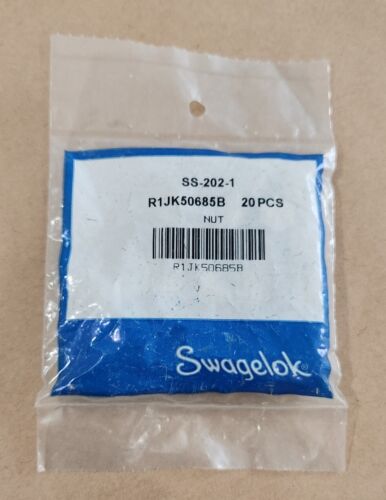 SS-202-1
R1JK50685B 20 PCS
NUT
R1JK50685B
Swagelok